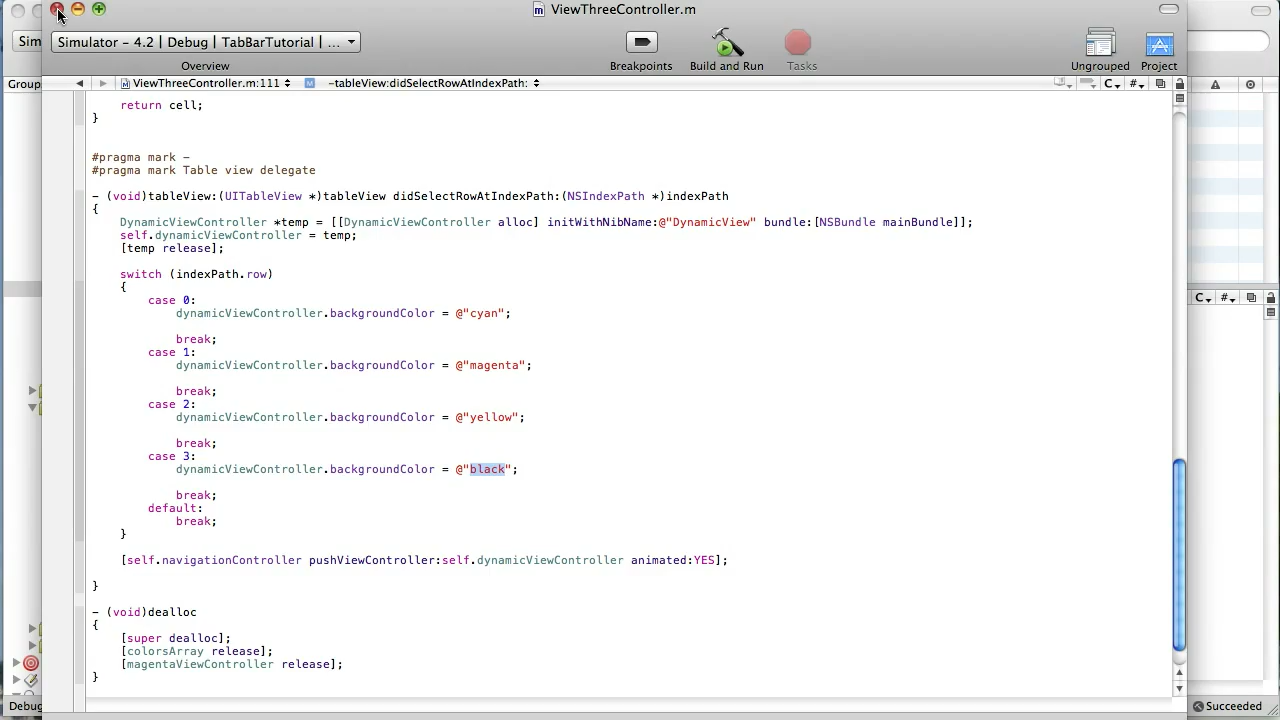 ViewThreeController.m
Sim
Simulator - 4.2 | Debug | TabBarTutorial | ...
Overview
Breakpoints
Build and Run
Tasks
Ungrouped
Project
Group
ViewThreeController.m:111
-tableView:didSelectRowAtIndexPath:
C
#
return cell;
}
#pragma mark -
#pragma mark Table view delegate
- (void)tableView:(UITableView *)tableView didSelectRowAtIndexPath:(NSIndexPath *)indexPath
{
DynamicViewController *temp = [[DynamicViewController alloc] initWithNibName:@"DynamicView" bundle:[NSBundle mainBundle]];
self.dynamicViewController = temp;
[temp release];
switch (indexPath.row)
{
case 0:
dynamicViewController.backgroundColor = @"cyan";
break;
case 1:
dynamicViewController.backgroundColor = @"magenta";
break;
case 2:
dynamicViewController.backgroundColor = @"yellow";
break;
case 3:
dynamicViewController.backgroundColor = @"black";
break;
default:
break;
}
[self.navigationController pushViewController:self.dynamicViewController animated:YES];
}
- (void)dealloc
{
[super dealloc];
[colorsArray release];
[magentaViewController release];
}
C
#
Debug
Succeeded